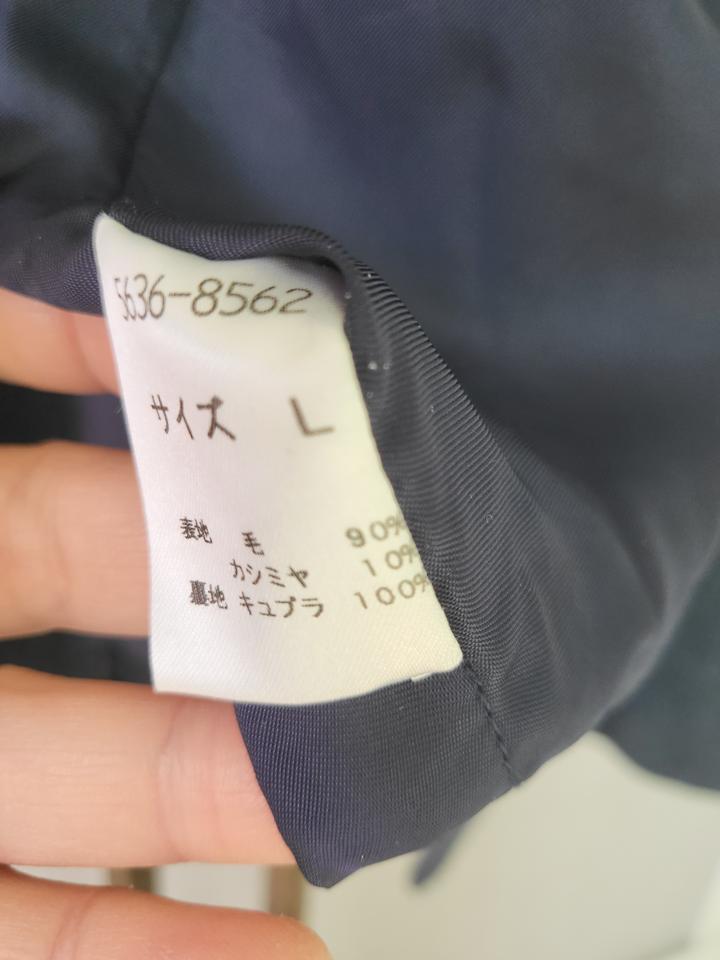 5636-8562
サイズ L
表地 毛 90%
カシミヤ 10%
裏地 キュプラ 100%